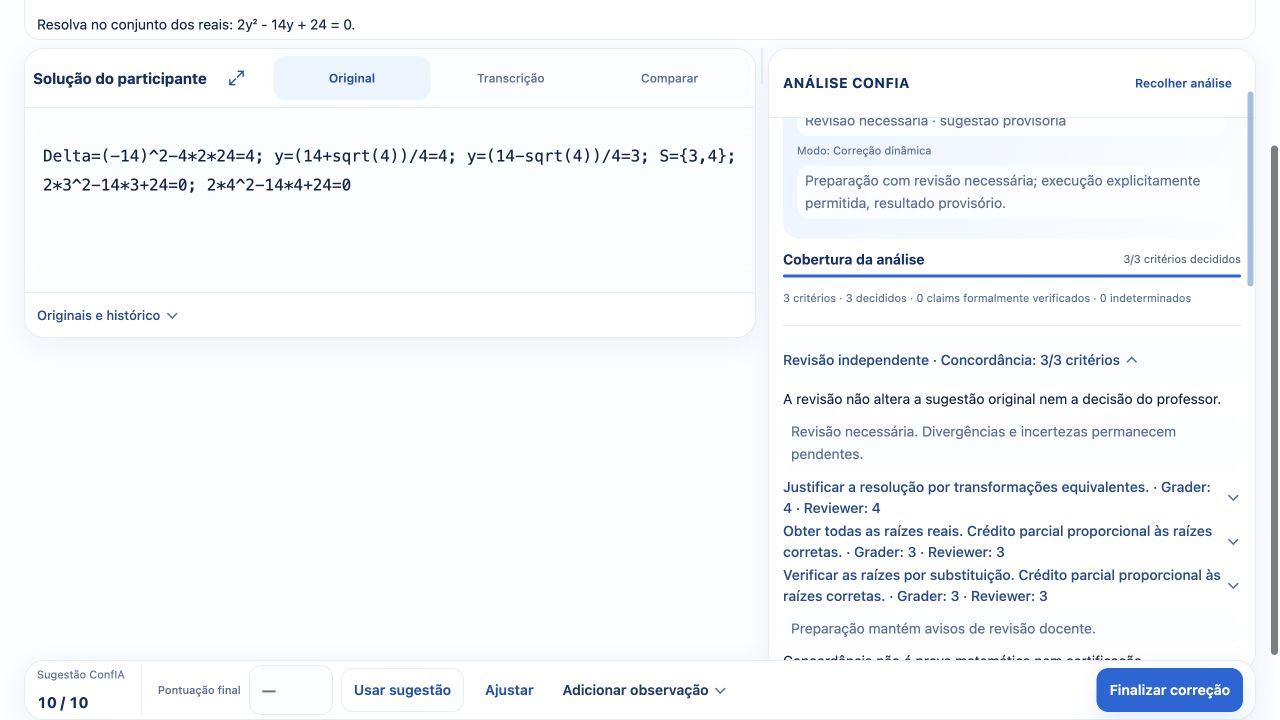 Resolva no conjunto dos reais: 2y² - 14y + 24 = 0.
Solução do participante
Original
Transcrição
Comparar
Delta=(-14)^2-4*2*24=4; y=(14+sqrt(4))/4=4; y=(14-sqrt(4))/4=3; S={3,4};
2*3^2-14*3+24=0; 2*4^2-14*4+24=0
Originais e histórico
ANÁLISE CONFIA
Recolher análise
Revisão necessária · sugestão provisória
Modo: Correção dinâmica
Preparação com revisão necessária; execução explicitamente
permitida, resultado provisório.
Cobertura da análise
3/3 critérios decididos
3 critérios · 3 decididos · 0 claims formalmente verificados · 0 indeterminados
Revisão independente · Concordância: 3/3 critérios
A revisão não altera a sugestão original nem a decisão do professor.
Revisão necessária. Divergências e incertezas permanecem
pendentes.
Justificar a resolução por transformações equivalentes. · Grader:
4 · Reviewer: 4
Obter todas as raízes reais. Crédito parcial proporcional às raízes
corretas. · Grader: 3 · Reviewer: 3
Verificar as raízes por substituição. Crédito parcial proporcional às
raízes corretas. · Grader: 3 · Reviewer: 3
Preparação mantém avisos de revisão docente.
Concordância não é prova matemática nem certificação.
Sugestão ConfIA
10 / 10
Pontuação final
—
Usar sugestão
Ajustar
Adicionar observação
Finalizar correção